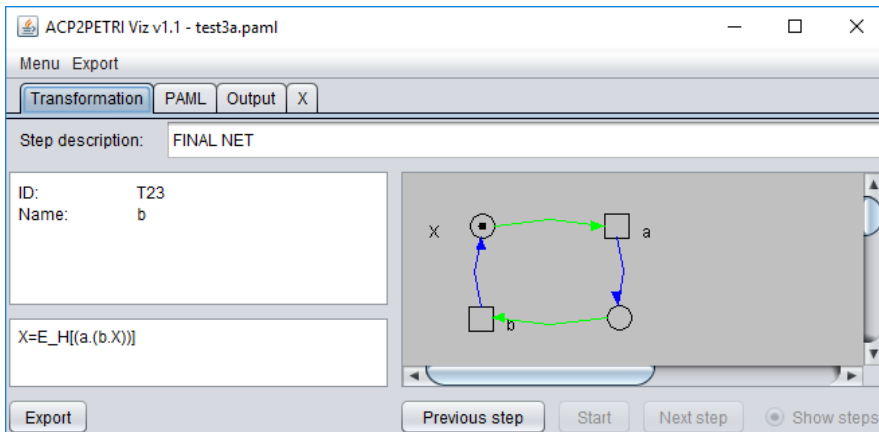 ACP2PETRI Viz v1.1 - test3a.paml
Menu Export
Transformation PAML Output X
Step description: FINAL NET
ID: T23
Name: b
X a
b
X=E_H[(a.(b.X))]
Export Previous step Start Next step Show steps